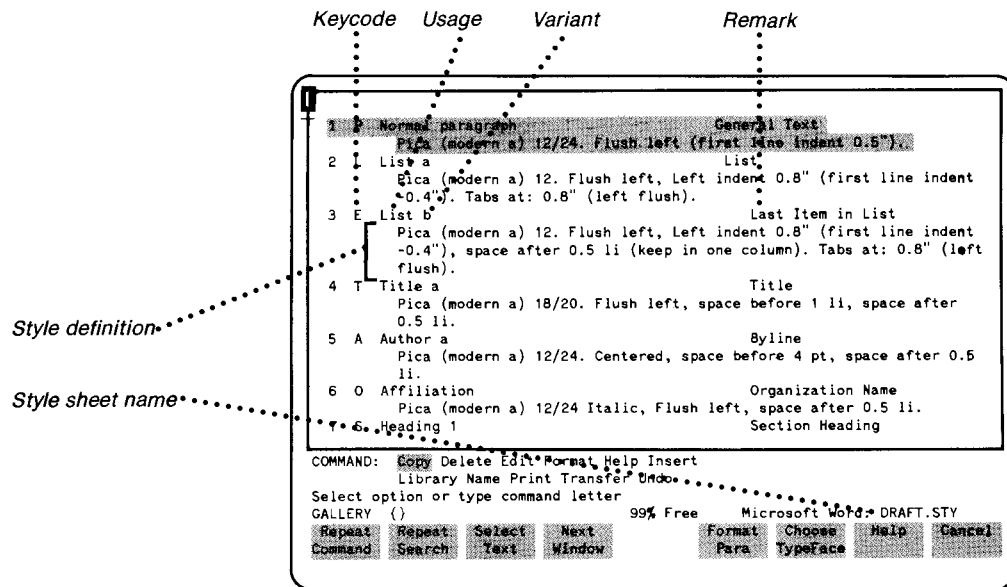 Keycode Usage Variant Remark
1 P Normal paragraph General Text
Pica (modern a) 12/24. Flush left (first line indent 0.5").
2 L List a List
Pica (modern a) 12. Flush left, Left indent 0.8" (first line indent
-0.4"). Tabs at: 0.8" (left flush).
3 E List b Last Item in List
Pica (modern a) 12. Flush left, Left indent 0.8" (first line indent
-0.4"), space after 0.5 li (keep in one column). Tabs at: 0.8" (left
flush).
4 T Title a Title
Pica (modern a) 18/20. Flush left, space before 1 li, space after
0.5 li.
Style definition
5 A Author a Byline
Pica (modern a) 12/24. Centered, space before 4 pt, space after 0.5
li.
6 O Affiliation Organization Name
Style sheet name
Pica (modern a) 12/24 Italic, Flush left, space after 0.5 li.
7 S Heading 1 Section Heading
COMMAND: Copy Delete Edit Format Help Insert
Library Name Print Transfer Undo
Select option or type command letter
GALLERY {} 99% Free Microsoft Word: DRAFT.STY
Repeat Repeat Select Next Format Choose Help Cancel
Command Search Text Window Para TypeFace